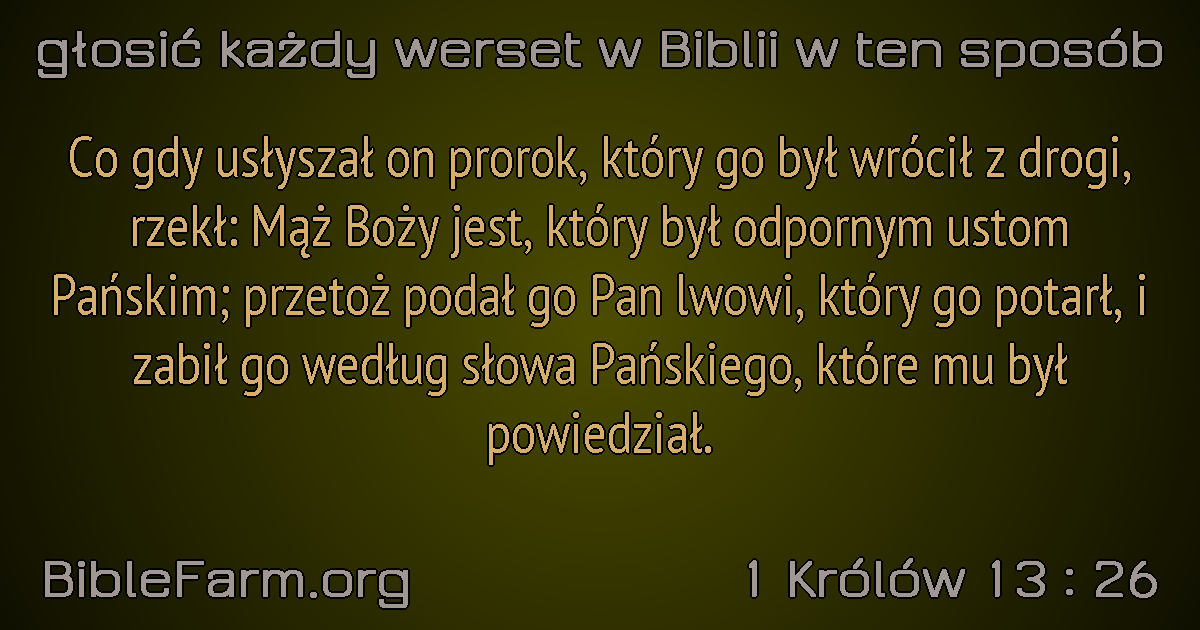 głosić każdy werset w Biblii w ten sposób
Co gdy usłyszał on prorok, który go był wrócił z drogi,
rzekł: Mąż Boży jest, który był odpornym ustom
Pańskim; przetoż podał go Pan lwowi, który go potarł, i
zabił go według słowa Pańskiego, które mu był
powiedział.
BibleFarm.org
1 Królów 13 : 26